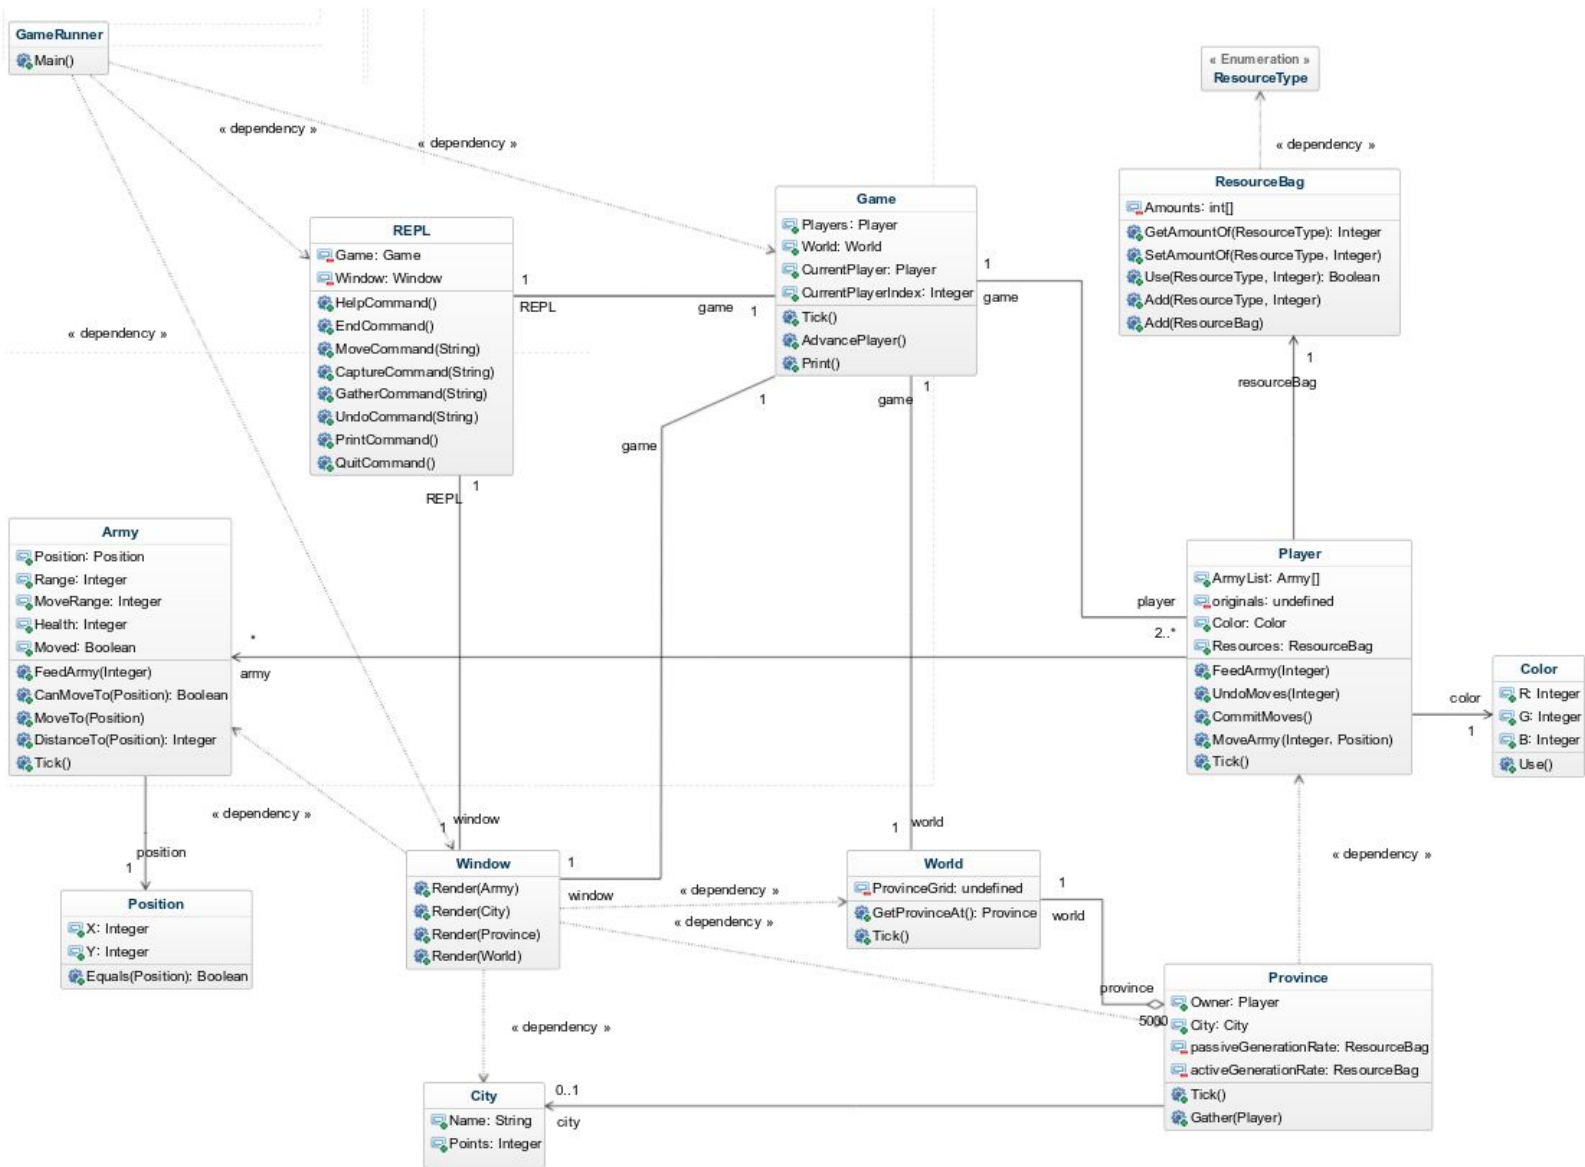 GameRunner
Main()
« Enumeration »
ResourceType
« dependency »
« dependency »
« dependency »
« dependency »
ResourceBag
Amounts: int[]
GetAmountOf(ResourceType): Integer
SetAmountOf(ResourceType, Integer)
Use(ResourceType, Integer): Boolean
Add(ResourceType, Integer)
Add(ResourceBag)
1
resourceBag
Game
Players: Player
World: World
CurrentPlayer: Player
CurrentPlayerIndex: Integer
Tick()
AdvancePlayer()
Print()
1
game
REPL
Game: Game
Window: Window
HelpCommand()
EndCommand()
MoveCommand(String)
CaptureCommand(String)
GatherCommand(String)
UndoCommand(String)
PrintCommand()
QuitCommand()
1
REPL
game
1
1
game
1
game
1
REPL
Army
Position: Position
Range: Integer
MoveRange: Integer
Health: Integer
Moved: Boolean
FeedArmy(Integer)
CanMoveTo(Position): Boolean
MoveTo(Position)
DistanceTo(Position): Integer
Tick()
*
army
player
2..*
Player
ArmyList: Army[]
originals: undefined
Color: Color
Resources: ResourceBag
FeedArmy(Integer)
UndoMoves(Integer)
CommitMoves()
MoveArmy(Integer, Position)
Tick()
color
1
Color
R: Integer
G: Integer
B: Integer
Use()
« dependency »
position
1
Position
X: Integer
Y: Integer
Equals(Position): Boolean
1
window
Window
Render(Army)
Render(City)
Render(Province)
Render(World)
1
window
« dependency »
« dependency »
1
world
World
ProvinceGrid: undefined
GetProvinceAt(): Province
Tick()
1
world
« dependency »
province
5000
Province
Owner: Player
City: City
passiveGenerationRate: ResourceBag
activeGenerationRate: ResourceBag
Tick()
Gather(Player)
« dependency »
0..1
city
City
Name: String
Points: Integer